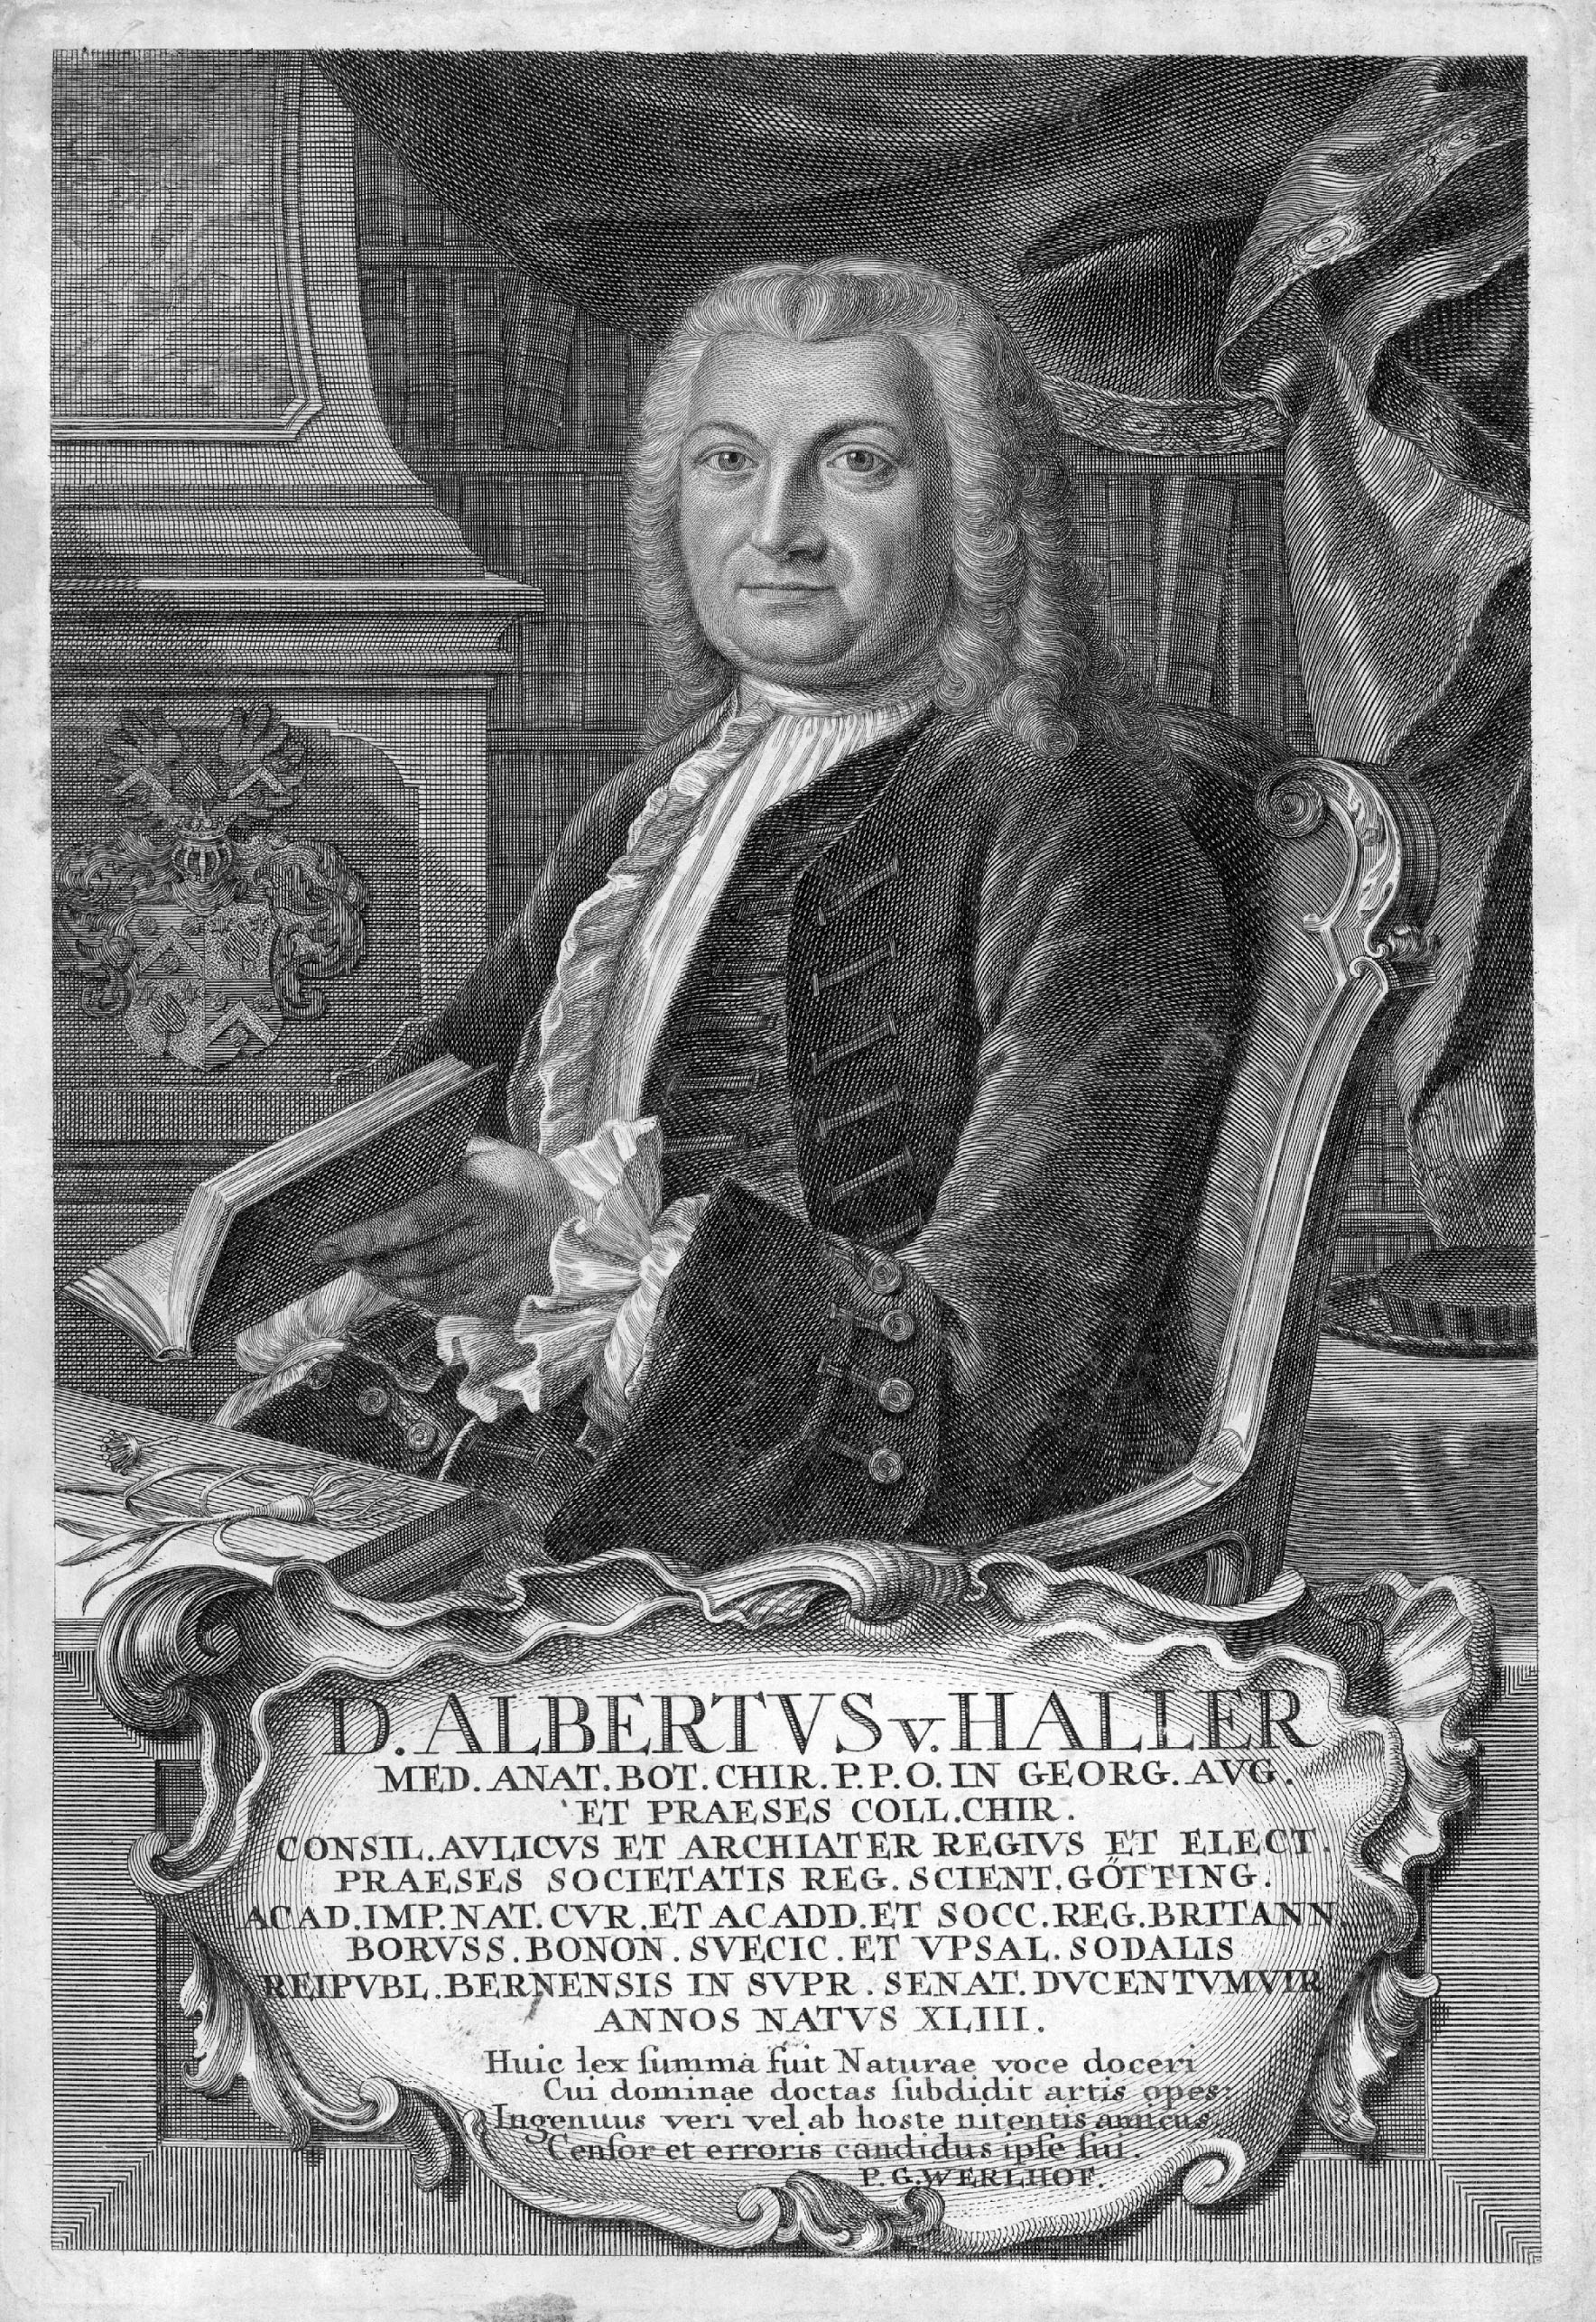 D. ALBERTVS v. HALLER
MED. ANAT. BOT. CHIR. P. P. O. IN GEORG. AVG.
ET PRAESES COLL. CHIR.
CONSIL. AVLICVS ET ARCHIATER REGIVS ET ELECT.
PRAESES SOCIETATIS REG. SCIENT. GÖTTING.
ACAD. IMP. NAT. CVR. ET ACADD. ET SOCC. REG. BRITANN
BORVSS. BONON. SVECIC. ET VPSAL. SODALIS
REIPVBL. BERNENSIS IN SVPR. SENAT. DVCENTVMVIR
ANNOS NATVS XLIII.
Huic lex ſumma fuit Naturae voce doceri
Cui dominae doctas ſubdidit artis opes:
Ingenuus veri vel ab hoste nitentis amicus,
Cenſor et erroris candidus ipſe ſui.
P. G. WERLHOF.